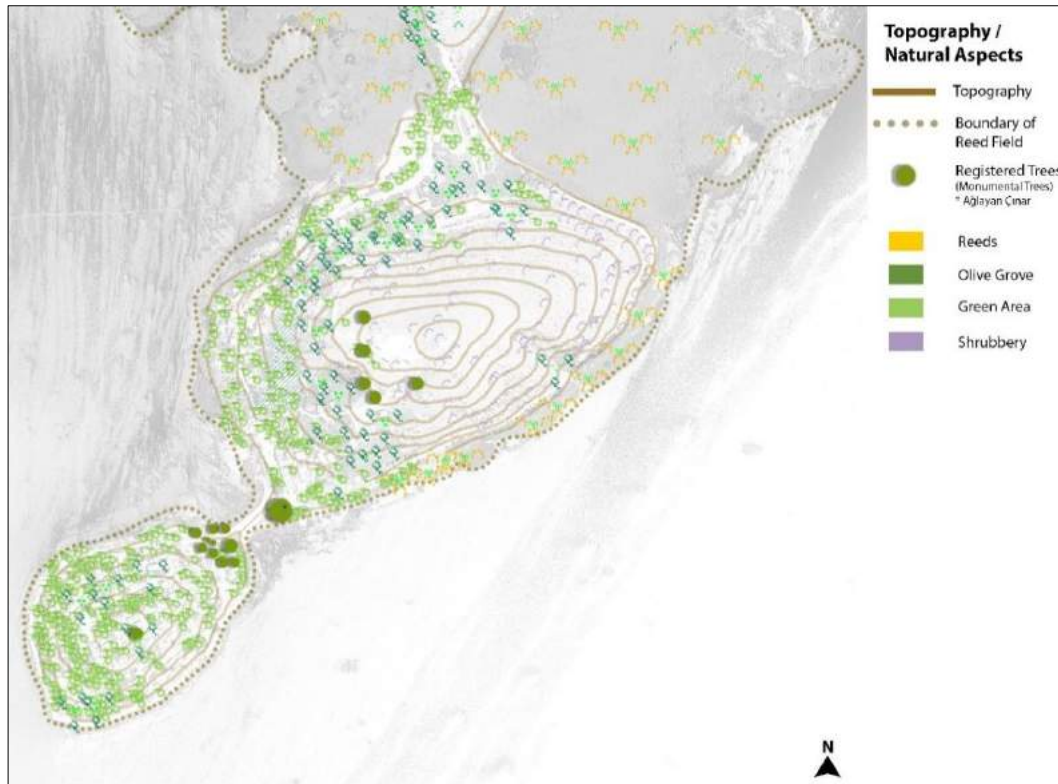 Topography /
Natural Aspects
Topography
Boundary of
Reed Field
Registered Trees
(Monumental Trees)
* Ağlayan Çınar
Reeds
Olive Grove
Green Area
Shrubbery
N